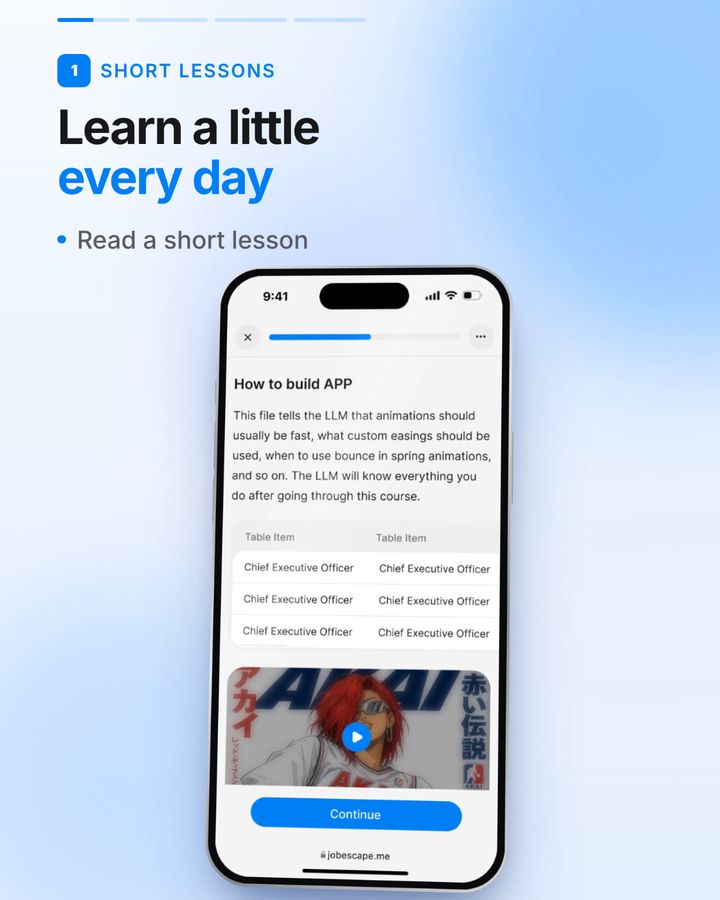 1 SHORT LESSONS
Learn a little
every day
• Read a short lesson
9:41
How to build APP
This file tells the LLM that animations should
usually be fast, what custom easings should be
used, when to use bounce in spring animations,
and so on. The LLM will know everything you
do after going through this course.
Table Item Table Item
Chief Executive Officer Chief Executive Officer
Chief Executive Officer Chief Executive Officer
Chief Executive Officer Chief Executive Officer
アカイ
AKAI
赤い伝説
AKAI
Continue
jobescape.me